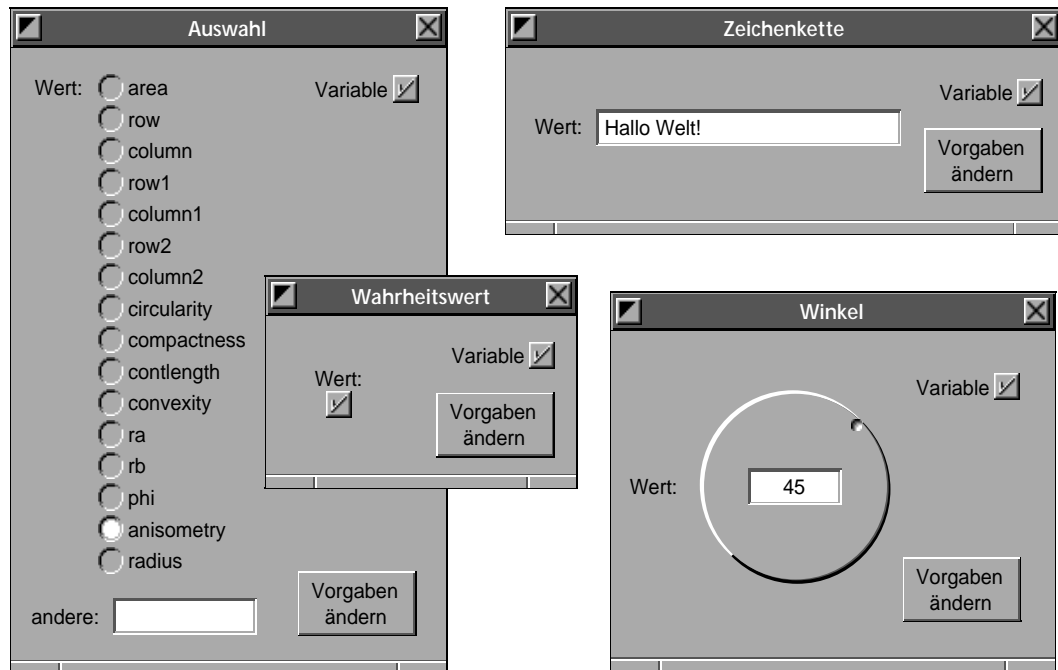 Auswahl
Wert:
area
Variable
row
column
row1
column1
row2
column2
circularity
compactness
contlength
convexity
ra
rb
phi
anisometry
radius
andere:
Vorgaben
ändern
Zeichenkette
Variable
Wert: Hallo Welt!
Vorgaben
ändern
Wahrheitswert
Variable
Wert:
Vorgaben
ändern
Winkel
Variable
Wert: 45
Vorgaben
ändern